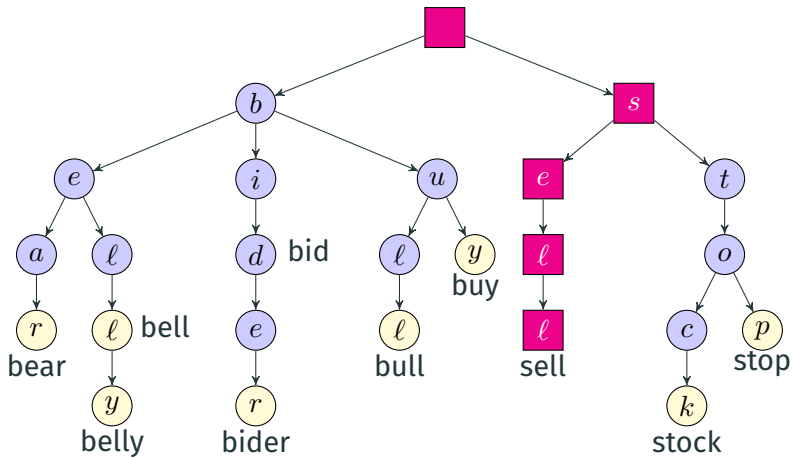 b s
e i u e t
a ℓ d bid ℓ y ℓ o
buy
r ℓ bell e ℓ ℓ c p
bear bull sell stop
y r k
belly bider stock